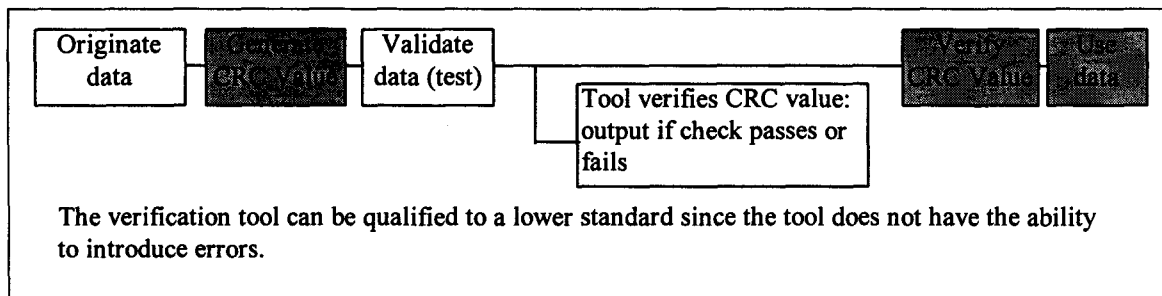 Originate
data
Generate
CRC Value
Validate
data (test)
Verify
CRC Value
Use
data
Tool verifies CRC value:
output if check passes or
fails
The verification tool can be qualified to a lower standard since the tool does not have the ability
to introduce errors.